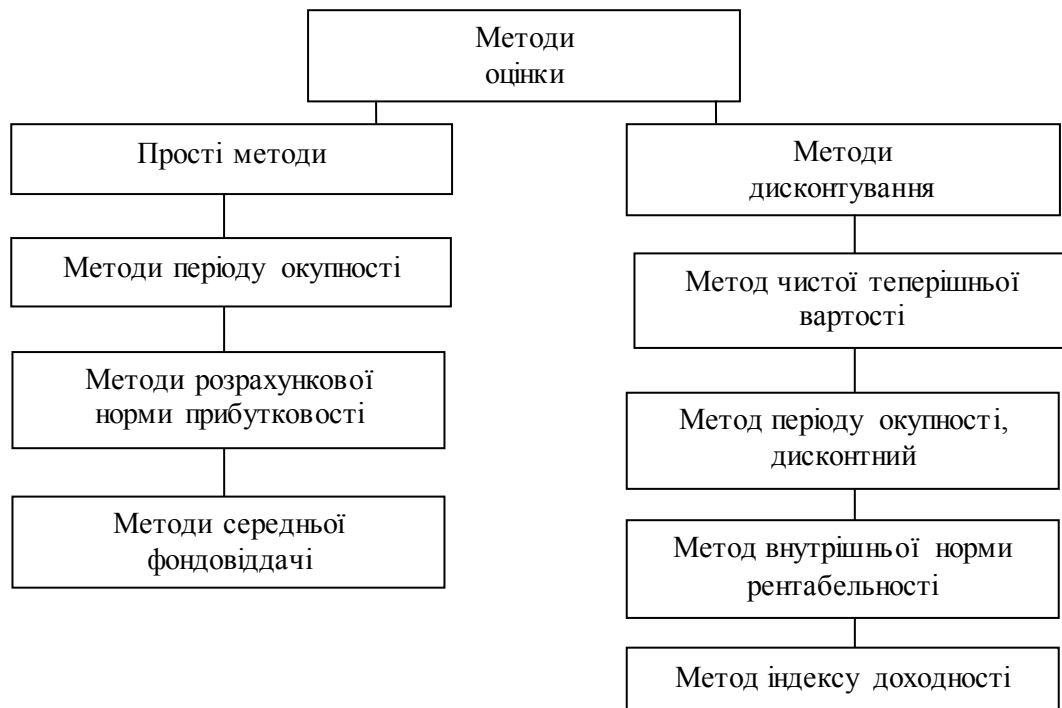 Методи
оцінки
Прості методи
Методи періоду окупності
Методи розрахункової
норми прибутковості
Методи середньої
фондовіддачі
Методи
дисконтування
Метод чистої теперішньої
вартості
Метод періоду окупності,
дисконтний
Метод внутрішньої норми
рентабельності
Метод індексу доходності